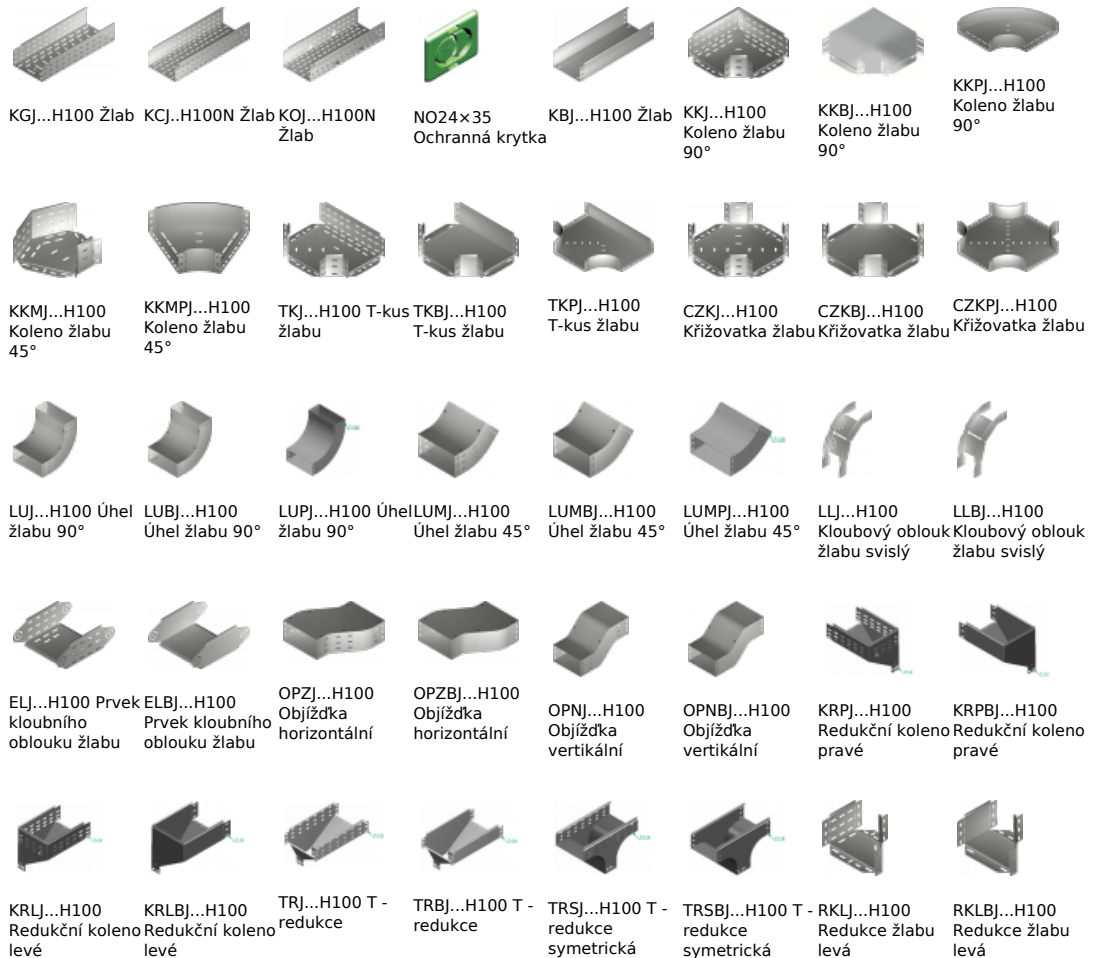 KGJ...H100 Žlab
KCJ...H100N Žlab
KOJ...H100N
Žlab
NO24×35
Ochranná krytka
KBJ...H100 Žlab
KKJ...H100
Koleno žlabu
90°
KKBJ...H100
Koleno žlabu
90°
KKPJ...H100
Koleno žlabu
90°
KKMJ...H100
Koleno žlabu
45°
KKMPJ...H100
Koleno žlabu
45°
TKJ...H100 T-kus
žlabu
TKBJ...H100
T-kus žlabu
TKPJ...H100
T-kus žlabu
CZKJ...H100
Křižovatka žlabu
CZKBJ...H100
Křižovatka žlabu
CZKPJ...H100
Křižovatka žlabu
LUJ...H100 Úhel
žlabu 90°
LUBJ...H100
Úhel žlabu 90°
LUPJ...H100 Úhel
žlabu 90°
LUMJ...H100
Úhel žlabu 45°
LUMBJ...H100
Úhel žlabu 45°
LUMPJ...H100
Úhel žlabu 45°
LLJ...H100
Kloubový oblouk
žlabu svislý
LLBJ...H100
Kloubový oblouk
žlabu svislý
ELJ...H100 Prvek
kloubního
oblouku žlabu
ELBJ...H100
Prvek kloubního
oblouku žlabu
OPZJ...H100
Objížďka
horizontální
OPZBJ...H100
Objížďka
horizontální
OPNJ...H100
Objížďka
vertikální
OPNBJ...H100
Objížďka
vertikální
KRPJ...H100
Redukční koleno
pravé
KRPBJ...H100
Redukční koleno
pravé
KRLJ...H100
Redukční koleno
levé
KRLBJ...H100
Redukční koleno
levé
TRJ...H100 T -
redukce
TRBJ...H100 T -
redukce
TRSJ...H100 T -
redukce
symetrická
TRSBJ...H100 T -
redukce
symetrická
RKLJ...H100
Redukce žlabu
levá
RKLBJ...H100
Redukce žlabu
levá